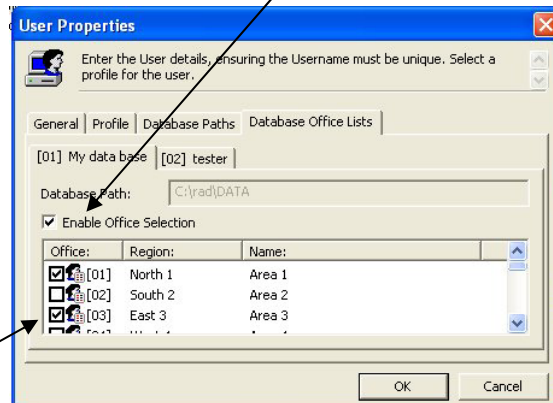 User Properties
Enter the User details, ensuring the Username must be unique. Select a
profile for the user.
General Profile Database Paths Database Office Lists
[01] My data base [02] tester
Database Path: C:\rad\DATA
Enable Office Selection
Office: Region: Name:
[01] North 1 Area 1
[02] South 2 Area 2
[03] East 3 Area 3
OK Cancel